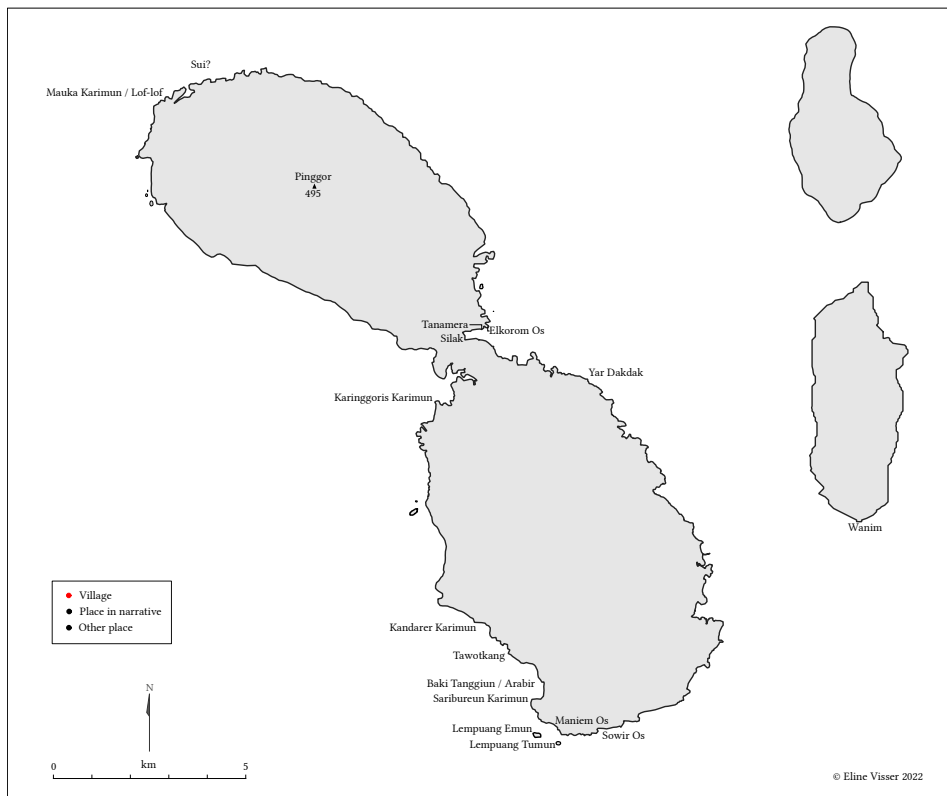 Sui?
Mauka Karimun / Lof-lof
Pinggor
495
Tanamera
Elkorom Os
Silak
Yar Dakdak
Karinggoris Karimun
Wanim
Village
Place in narrative
Other place
Kandarer Karimun
Tawotkang
Baki Tanggiun / Arabir
Saribureun Karimun
Maniem Os
Lempuang Emun
Sowir Os
Lempuang Tumun
N
km
0 5
© Eline Visser 2022